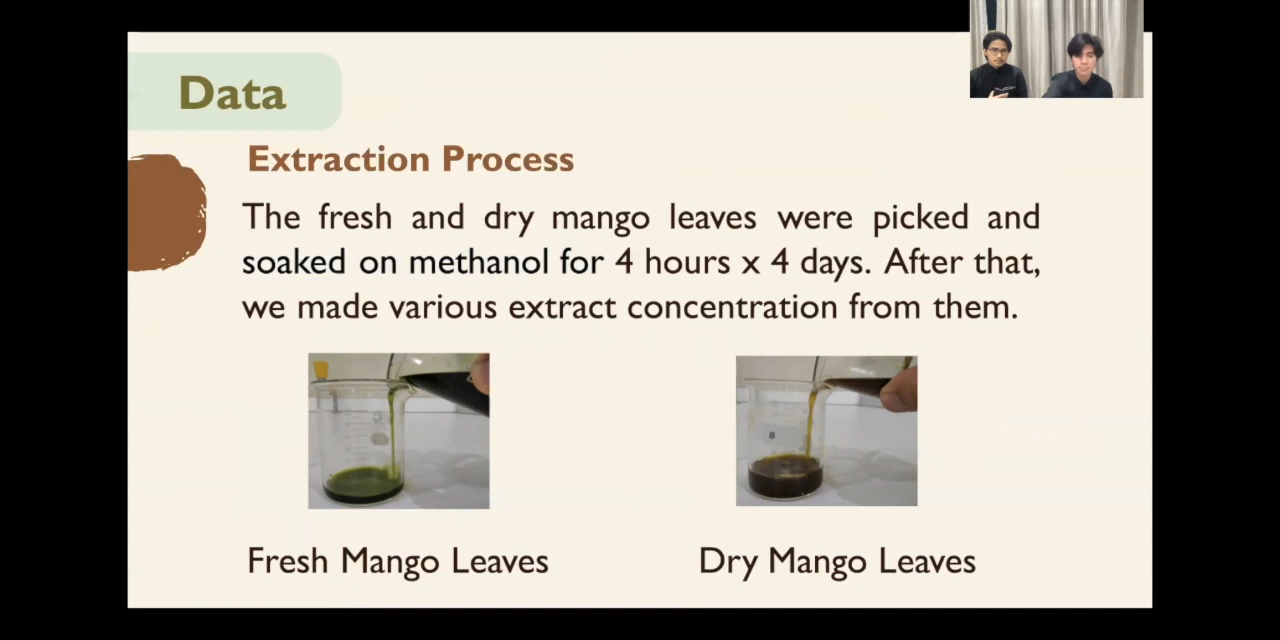 Data
Extraction Process
The fresh and dry mango leaves were picked and
soaked on methanol for 4 hours x 4 days. After that,
we made various extract concentration from them.
8
Fresh Mango Leaves
Dry Mango Leaves